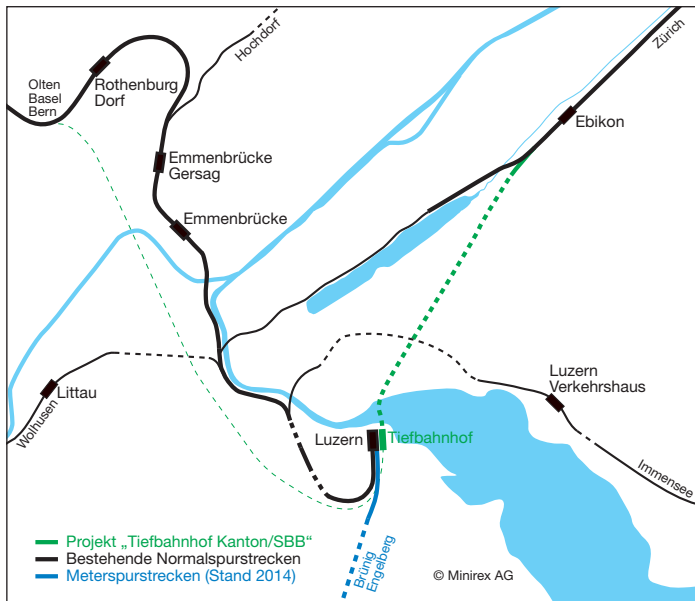 Hochdorf
Zürich
Olten
Basel
Bern
Rothenburg
Dorf
Ebikon
Emmenbrücke
Gersag
Emmenbrücke
Littau
Wolhusen
Luzern
Verkehrshaus
Luzern
Tiefbahnhof
Immensee
Projekt „Tiefbahnhof Kanton/SBB“
Bestehende Normalspurstrecken
Meterspurstrecken (Stand 2014)
Brünig
Engelberg
© Minirex AG